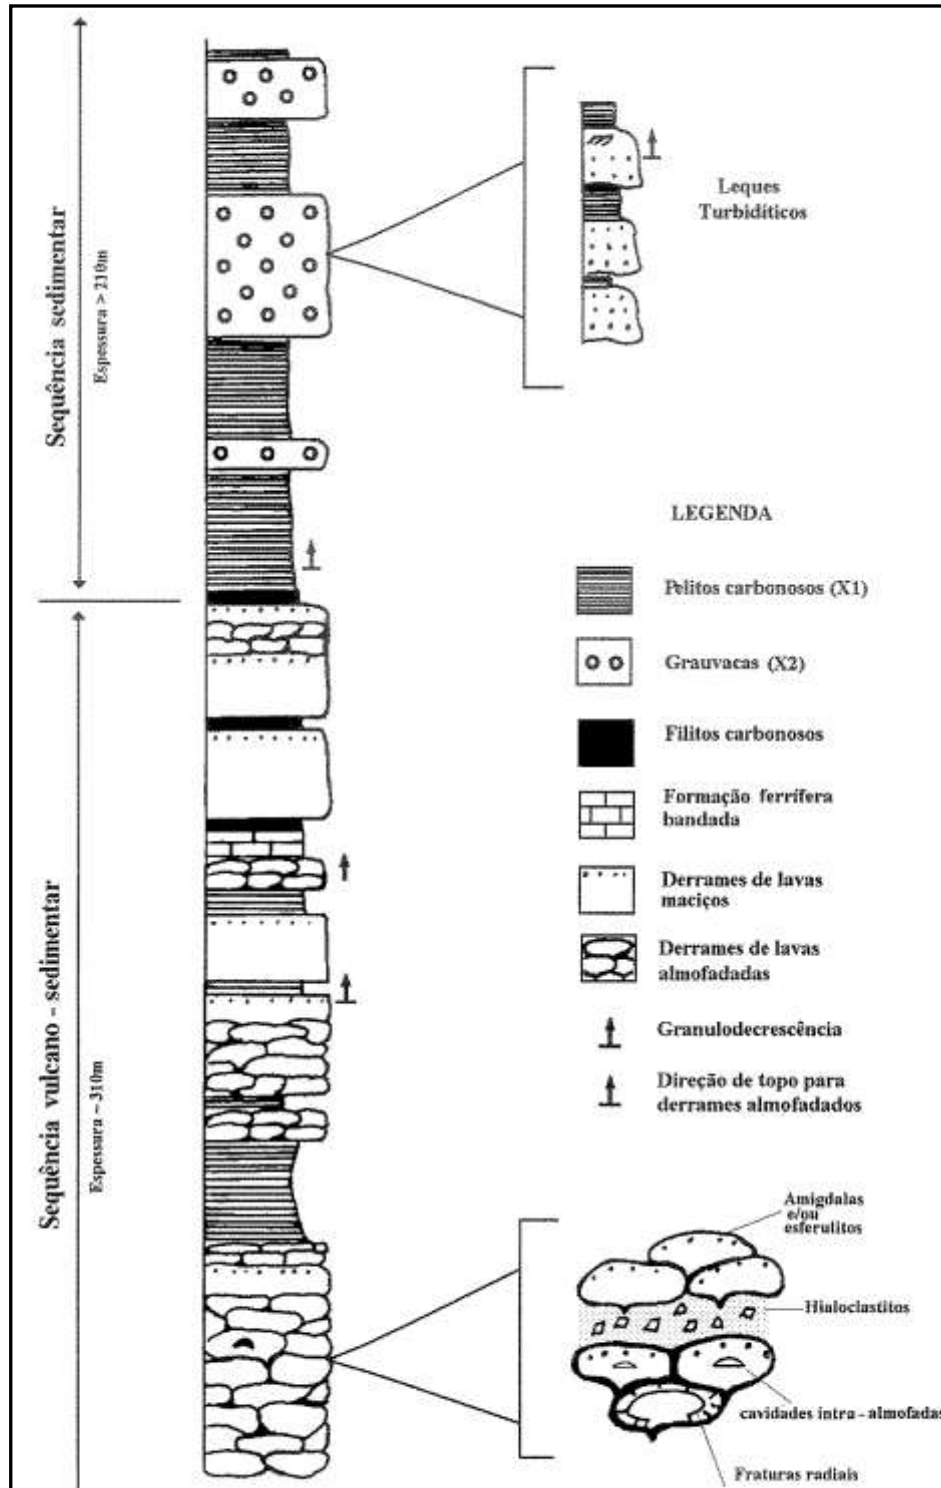 Sequência sedimentar
Espessura > 210m
Leques
Turbidíticos
LEGENDA
Pelitos carbonosos (X1)
Grauvacas (X2)
Filitos carbonosos
Formação ferrífera
bandada
Derrames de lavas
maciços
Derrames de lavas
almofadadas
Granulodecrescência
Direção de topo para
derrames almofadados
Sequência vulcano - sedimentar
Espessura ~ 310m
Amigdalas
e/ou
esferulitos
Hialoclastitos
cavidades intra - almofadas
Fraturas radiais